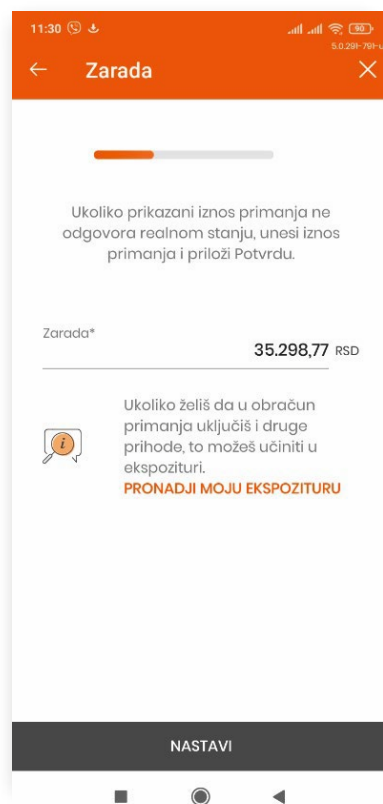 11:30 90
5.0.291-791-u
Zarada
Ukoliko prikazani iznos primanja ne
odgovora realnom stanju, unesi iznos
primanja i priloži Potvrdu.
Zarada*
35.298,77 RSD
Ukoliko želiš da u obračun
primanja uključiš i druge
prihode, to možeš učiniti u
ekspozituri.
PRONADJI MOJU EKSPOZITURU
NASTAVI